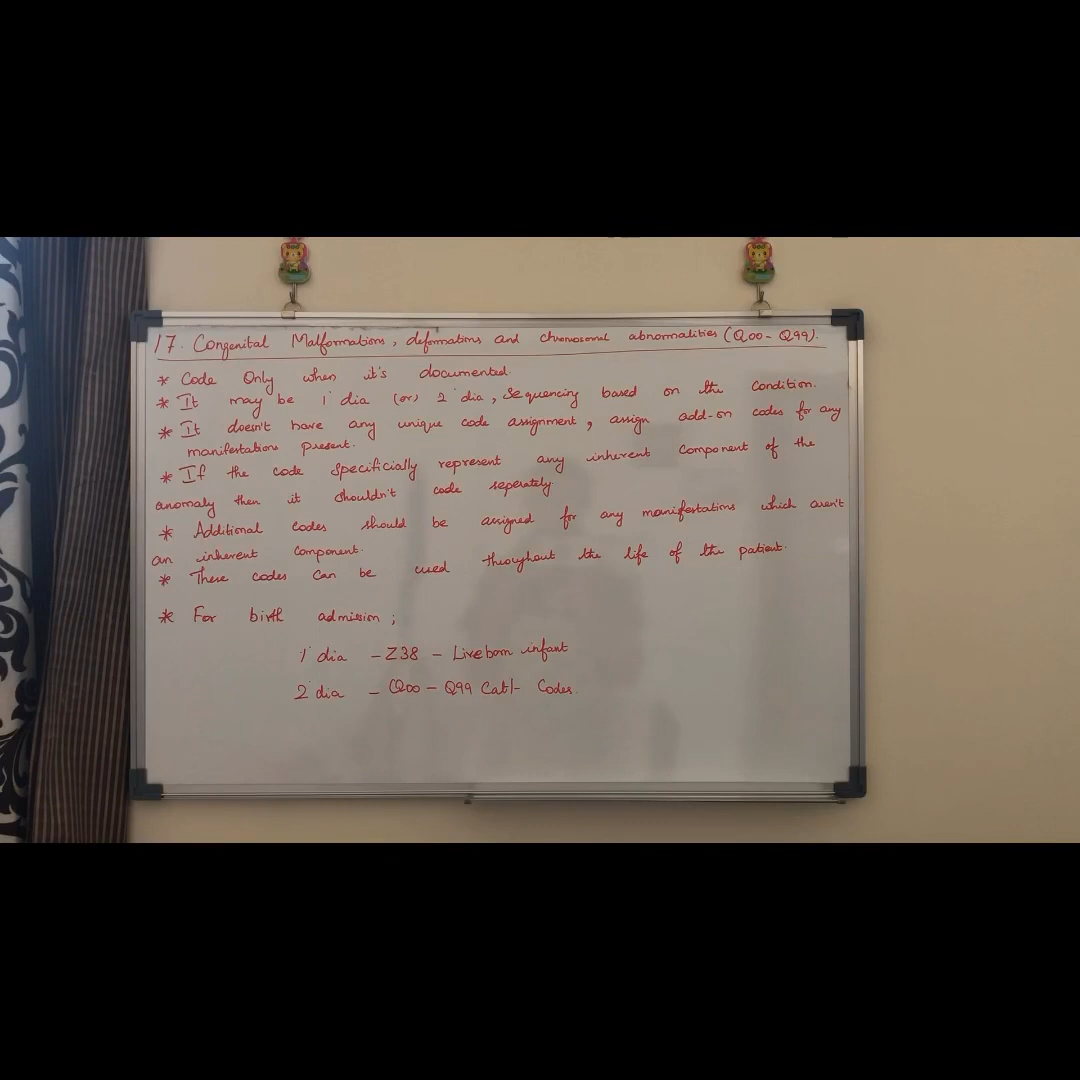 17. Congenital Malformations, deformations and chromosomal abnormalities (Q00 - Q99).
* Code Only when it's documented.
* It may be 1° dia (or) 2° dia, Sequencing based on the condition.
* It doesn't have any unique code assignment, assign add-on codes for any
manifestations present.
* If the code specificially represent any inherent component of the
anomaly then it shouldn't code seperately.
* Additional codes should be assigned for any manifestations which aren't
an inherent component.
* These codes can be used throughout the life of the patient.
* For birth admission;
1° dia - Z38 - Liveborn infant
2° dia - Q00 - Q99 Cat/- Codes.